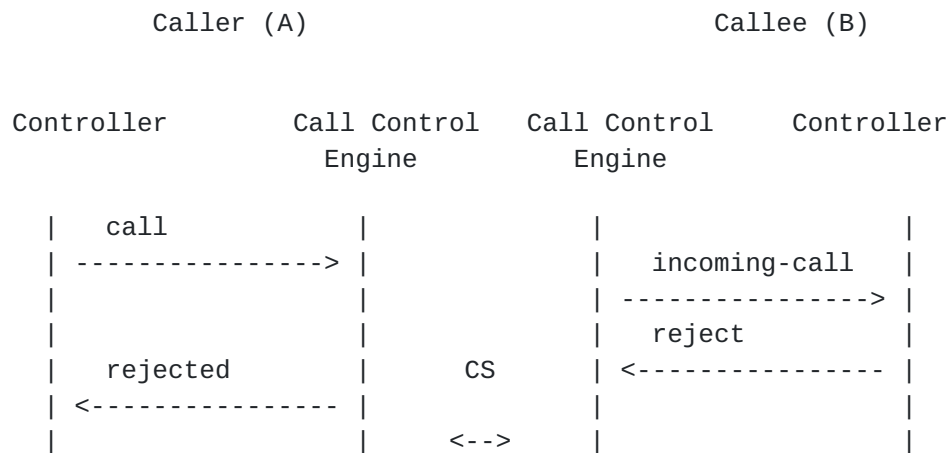 Caller (A)                          Callee (B)
Controller        Call Control   Call Control     Controller
Engine          Engine
|   call            |              |                   |
| ----------------> |              |   incoming-call   |
|                   |              | ----------------> |
|                   |              |   reject          |
|   rejected        |      CS      | <---------------- |
| <---------------- |              |                   |
|                   |     <-->     |                   |